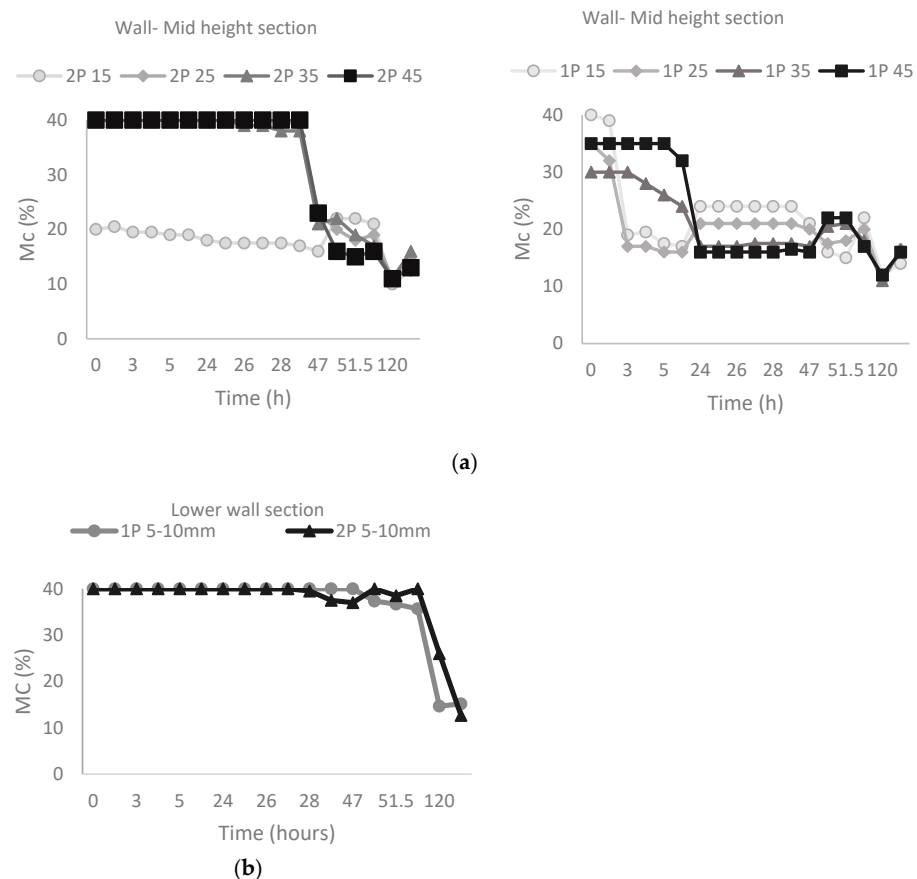 Wall- Mid height section
2P 15 2P 25 2P 35 2P 45
40
30
20
10
0
Mc (%)
0 3 5 24 26 28 47 51.5 120
Time (h)
Wall- Mid height section
1P 15 1P 25 1P 35 1P 45
40
30
20
10
0
Mc (%)
0 3 5 24 26 28 47 51.5 120
Time (h)
(a)
Lower wall section
1P 5-10mm 2P 5-10mm
40
30
20
10
0
MC (%)
0 3 5 24 26 28 47 51.5 120
Time (hours)
(b)